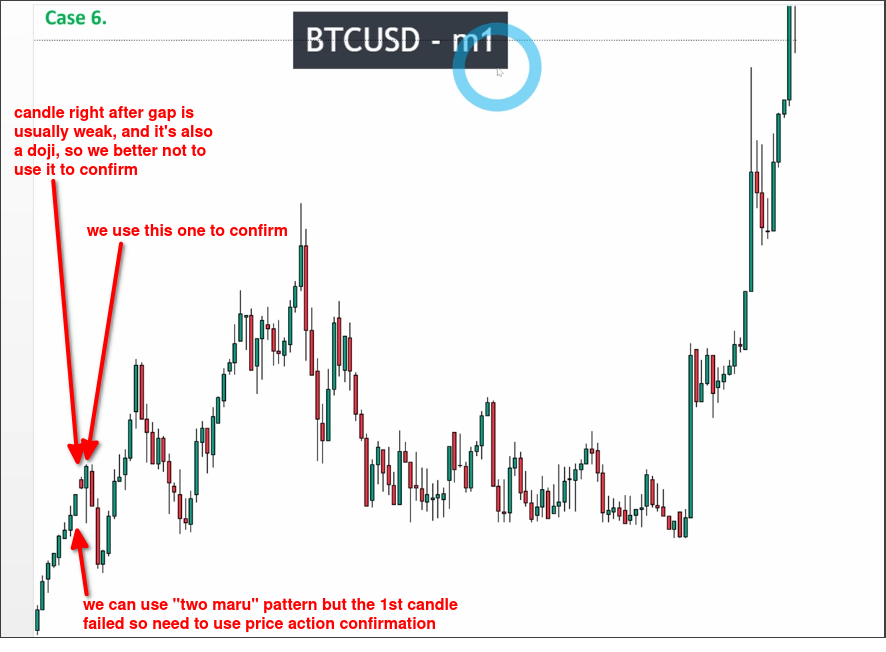 Case 6.
BTCUSD - m1
candle right after gap is
usually weak, and it's also
a doji, so we better not to
use it to confirm
we use this one to confirm
we can use "two maru" pattern but the 1st candle
failed so need to use price action confirmation